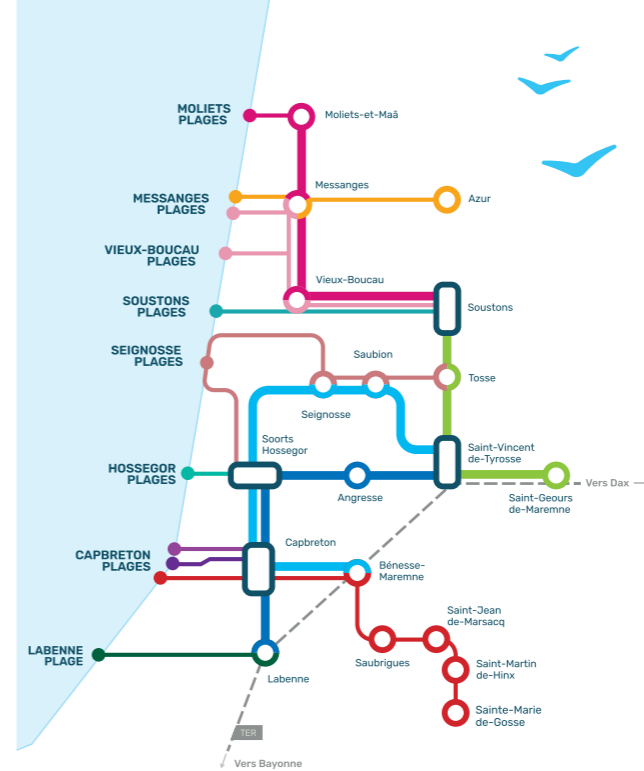 MOLIETS
PLAGES
Moliets-et-Maâ
Messanges
MESSANGES
PLAGES
Azur
VIEUX-BOUCAU
PLAGES
Vieux-Boucau
SOUSTONS
PLAGES
Soustons
SEIGNOSSE
PLAGES
Saubion
Tosse
Seignosse
Soorts
Hossegor
Saint-Vincent
de-Tyrosse
HOSSEGOR
PLAGES
Angresse
Vers Dax
Saint-Geours
de-Maremne
Capbreton
CAPBRETON
PLAGES
Bénesse-
Maremne
Saint-Jean
de-Marsacq
LABENNE
PLAGE
Saubrigues
Saint-Martin
de-Hinx
Labenne
Sainte-Marie
de-Gosse
TER
Vers Bayonne